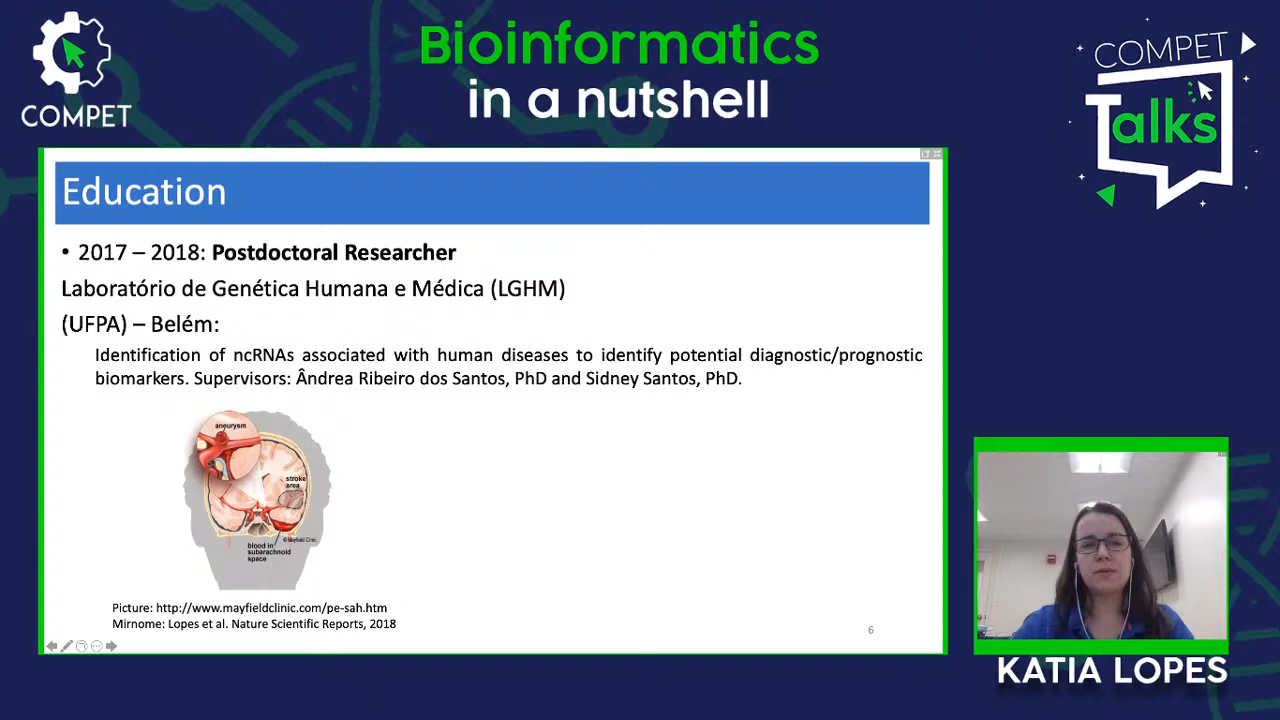 COMPET
Bioinformatics
in a nutshell
COMPET
Talks
Education
• 2017 – 2018: Postdoctoral Researcher
Laboratório de Genética Humana e Médica (LGHM)
(UFPA) – Belém:
Identification of ncRNAs associated with human diseases to identify potential diagnostic/prognostic
biomarkers. Supervisors: Ândrea Ribeiro dos Santos, PhD and Sidney Santos, PhD.
aneurysm
stroke
area
© Mayfield Clinic
blood in
subarachnoid
space
Picture: http://www.mayfieldclinic.com/pe-sah.htm
Mirnome: Lopes et al. Nature Scientific Reports, 2018
6
KATIA LOPES